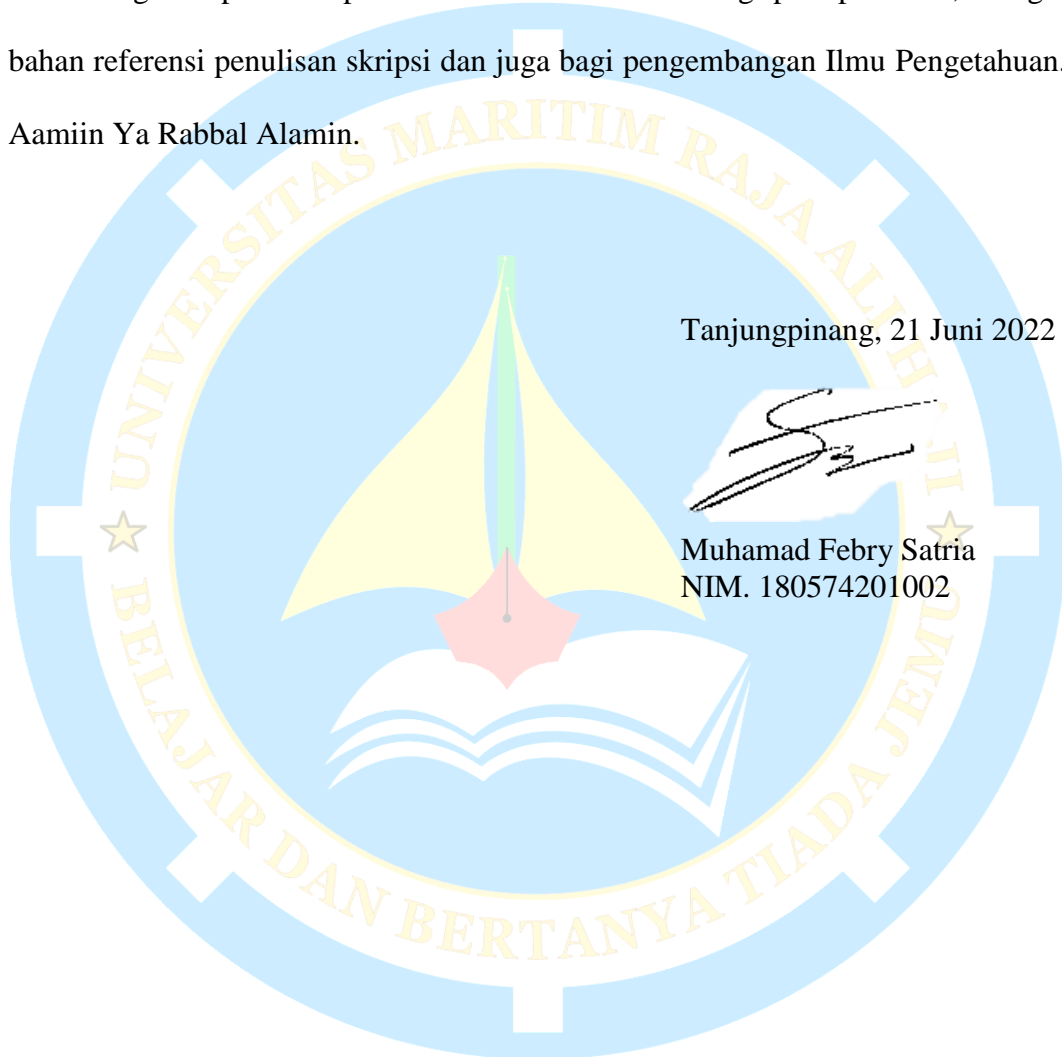 bahan referensi penulisan skripsi dan juga bagi pengembangan Ilmu Pengetahuan.
Aamiin Ya Rabbal Alamin.
UNIVERSITAS MARITIM RAJA ALI HAJI
Tanjungpinang, 21 Juni 2022
Muhamad Febry Satria
NIM. 180574201002
BELAJAR DAN BERTANYA TIADA JEMU